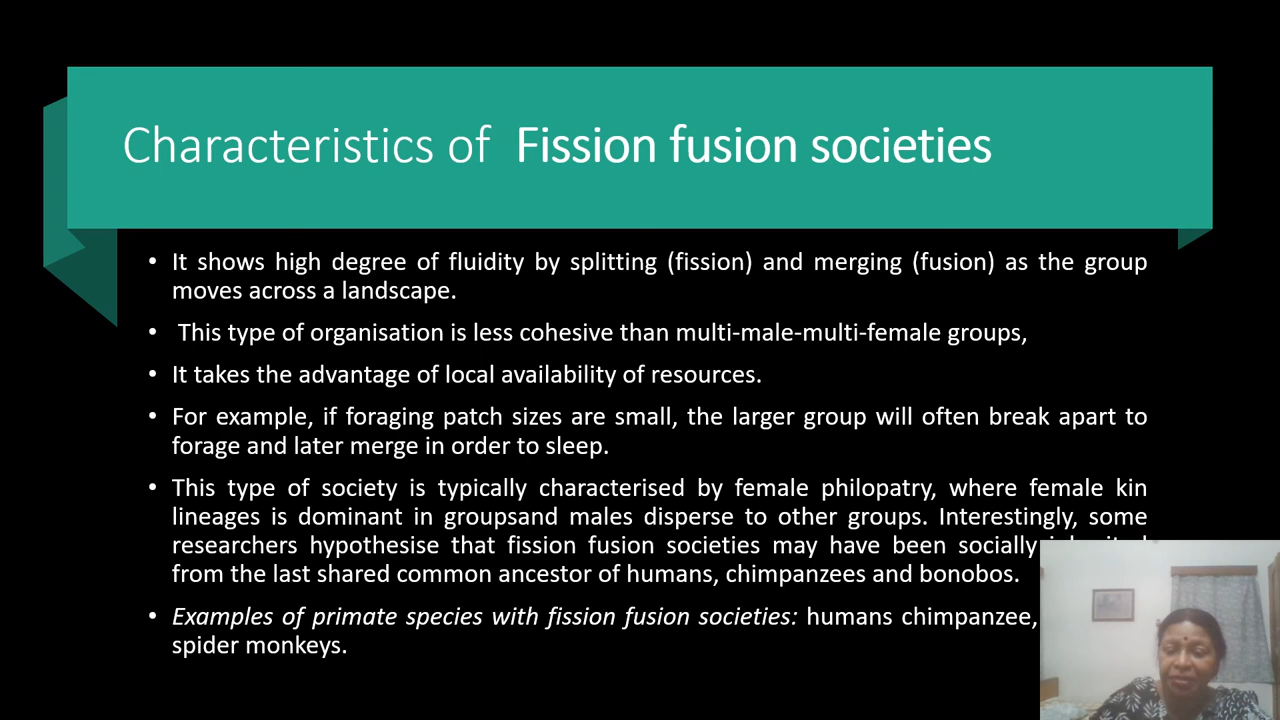 Characteristics of Fission fusion societies
• It shows high degree of fluidity by splitting (fission) and merging (fusion) as the group
moves across a landscape.
• This type of organisation is less cohesive than multi-male-multi-female groups,
• It takes the advantage of local availability of resources.
• For example, if foraging patch sizes are small, the larger group will often break apart to
forage and later merge in order to sleep.
• This type of society is typically characterised by female philopatry, where female kin
lineages is dominant in groupsand males disperse to other groups. Interestingly, some
researchers hypothesise that fission fusion societies may have been socially
from the last shared common ancestor of humans, chimpanzees and bonobos.
• Examples of primate species with fission fusion societies: humans chimpanzee,
spider monkeys.